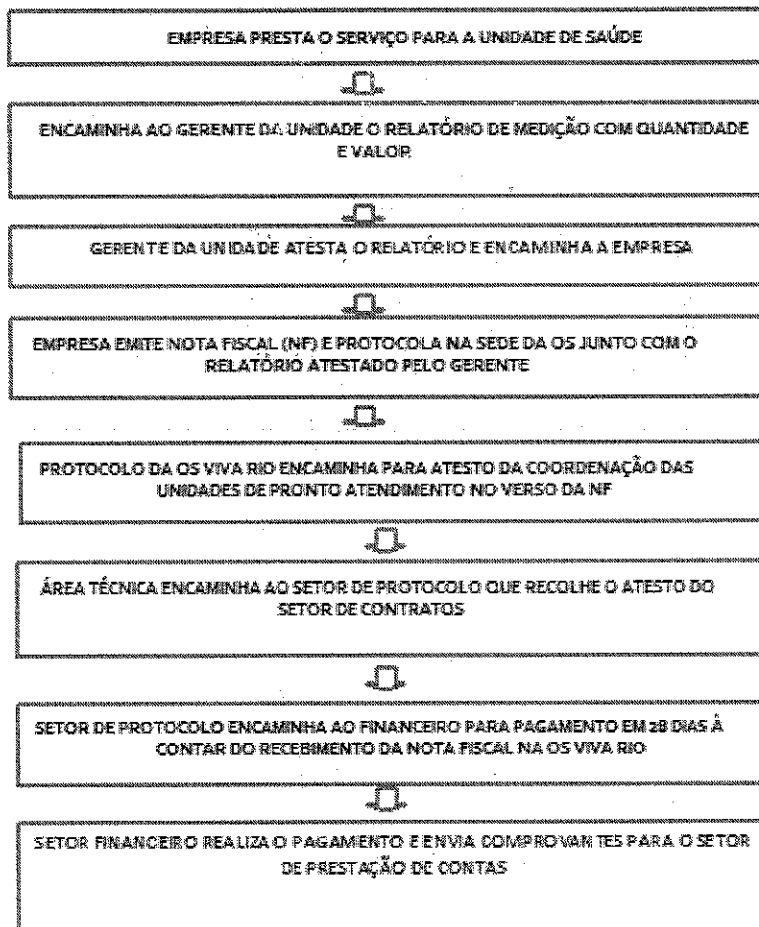 EMPRESA PRESTA O SERVIÇO PARA A UNIDADE DE SAÚDE
ENCAMINHA AO GERENTE DA UNIDADE O RELATÓRIO DE MEDIÇÃO COM QUANTIDADE
E VALOR.
GERENTE DA UNIDADE ATESTA O RELATÓRIO E ENCAMINHA A EMPRESA
EMPRESA EMITE NOTA FISCAL (NF) E PROTOCOLA NA SEDE DA OS JUNTO COM O
RELATÓRIO ATESTADO PELO GERENTE
PROTOCOLO DA OS VIVA RIO ENCAMINHA PARA ATESTO DA COORDENAÇÃO DAS
UNIDADES DE PRONTO ATENDIMENTO NO VERSO DA NF
ÁREA TÉCNICA ENCAMINHA AO SETOR DE PROTOCOLO QUE RECOLHE O ATESTO DO
SETOR DE CONTRATOS
SETOR DE PROTOCOLO ENCAMINHA AO FINANCEIRO PARA PAGAMENTO EM 28 DIAS À
CONTAR DO RECEBIMENTO DA NOTA FISCAL NA OS VIVA RIO
SETOR FINANCEIRO REALIZA O PAGAMENTO E ENVIA COMPROVANTES PARA O SETOR
DE PRESTAÇÃO DE CONTAS